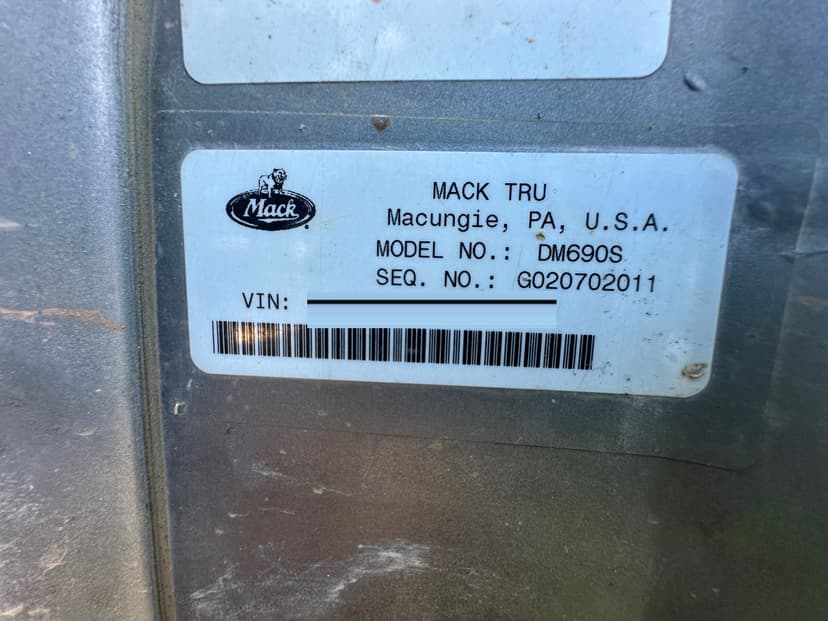 Mack
MACK TRU
Macungie, PA, U.S.A.
MODEL NO.: DM690S
SEQ. NO.: G020702011
VIN: